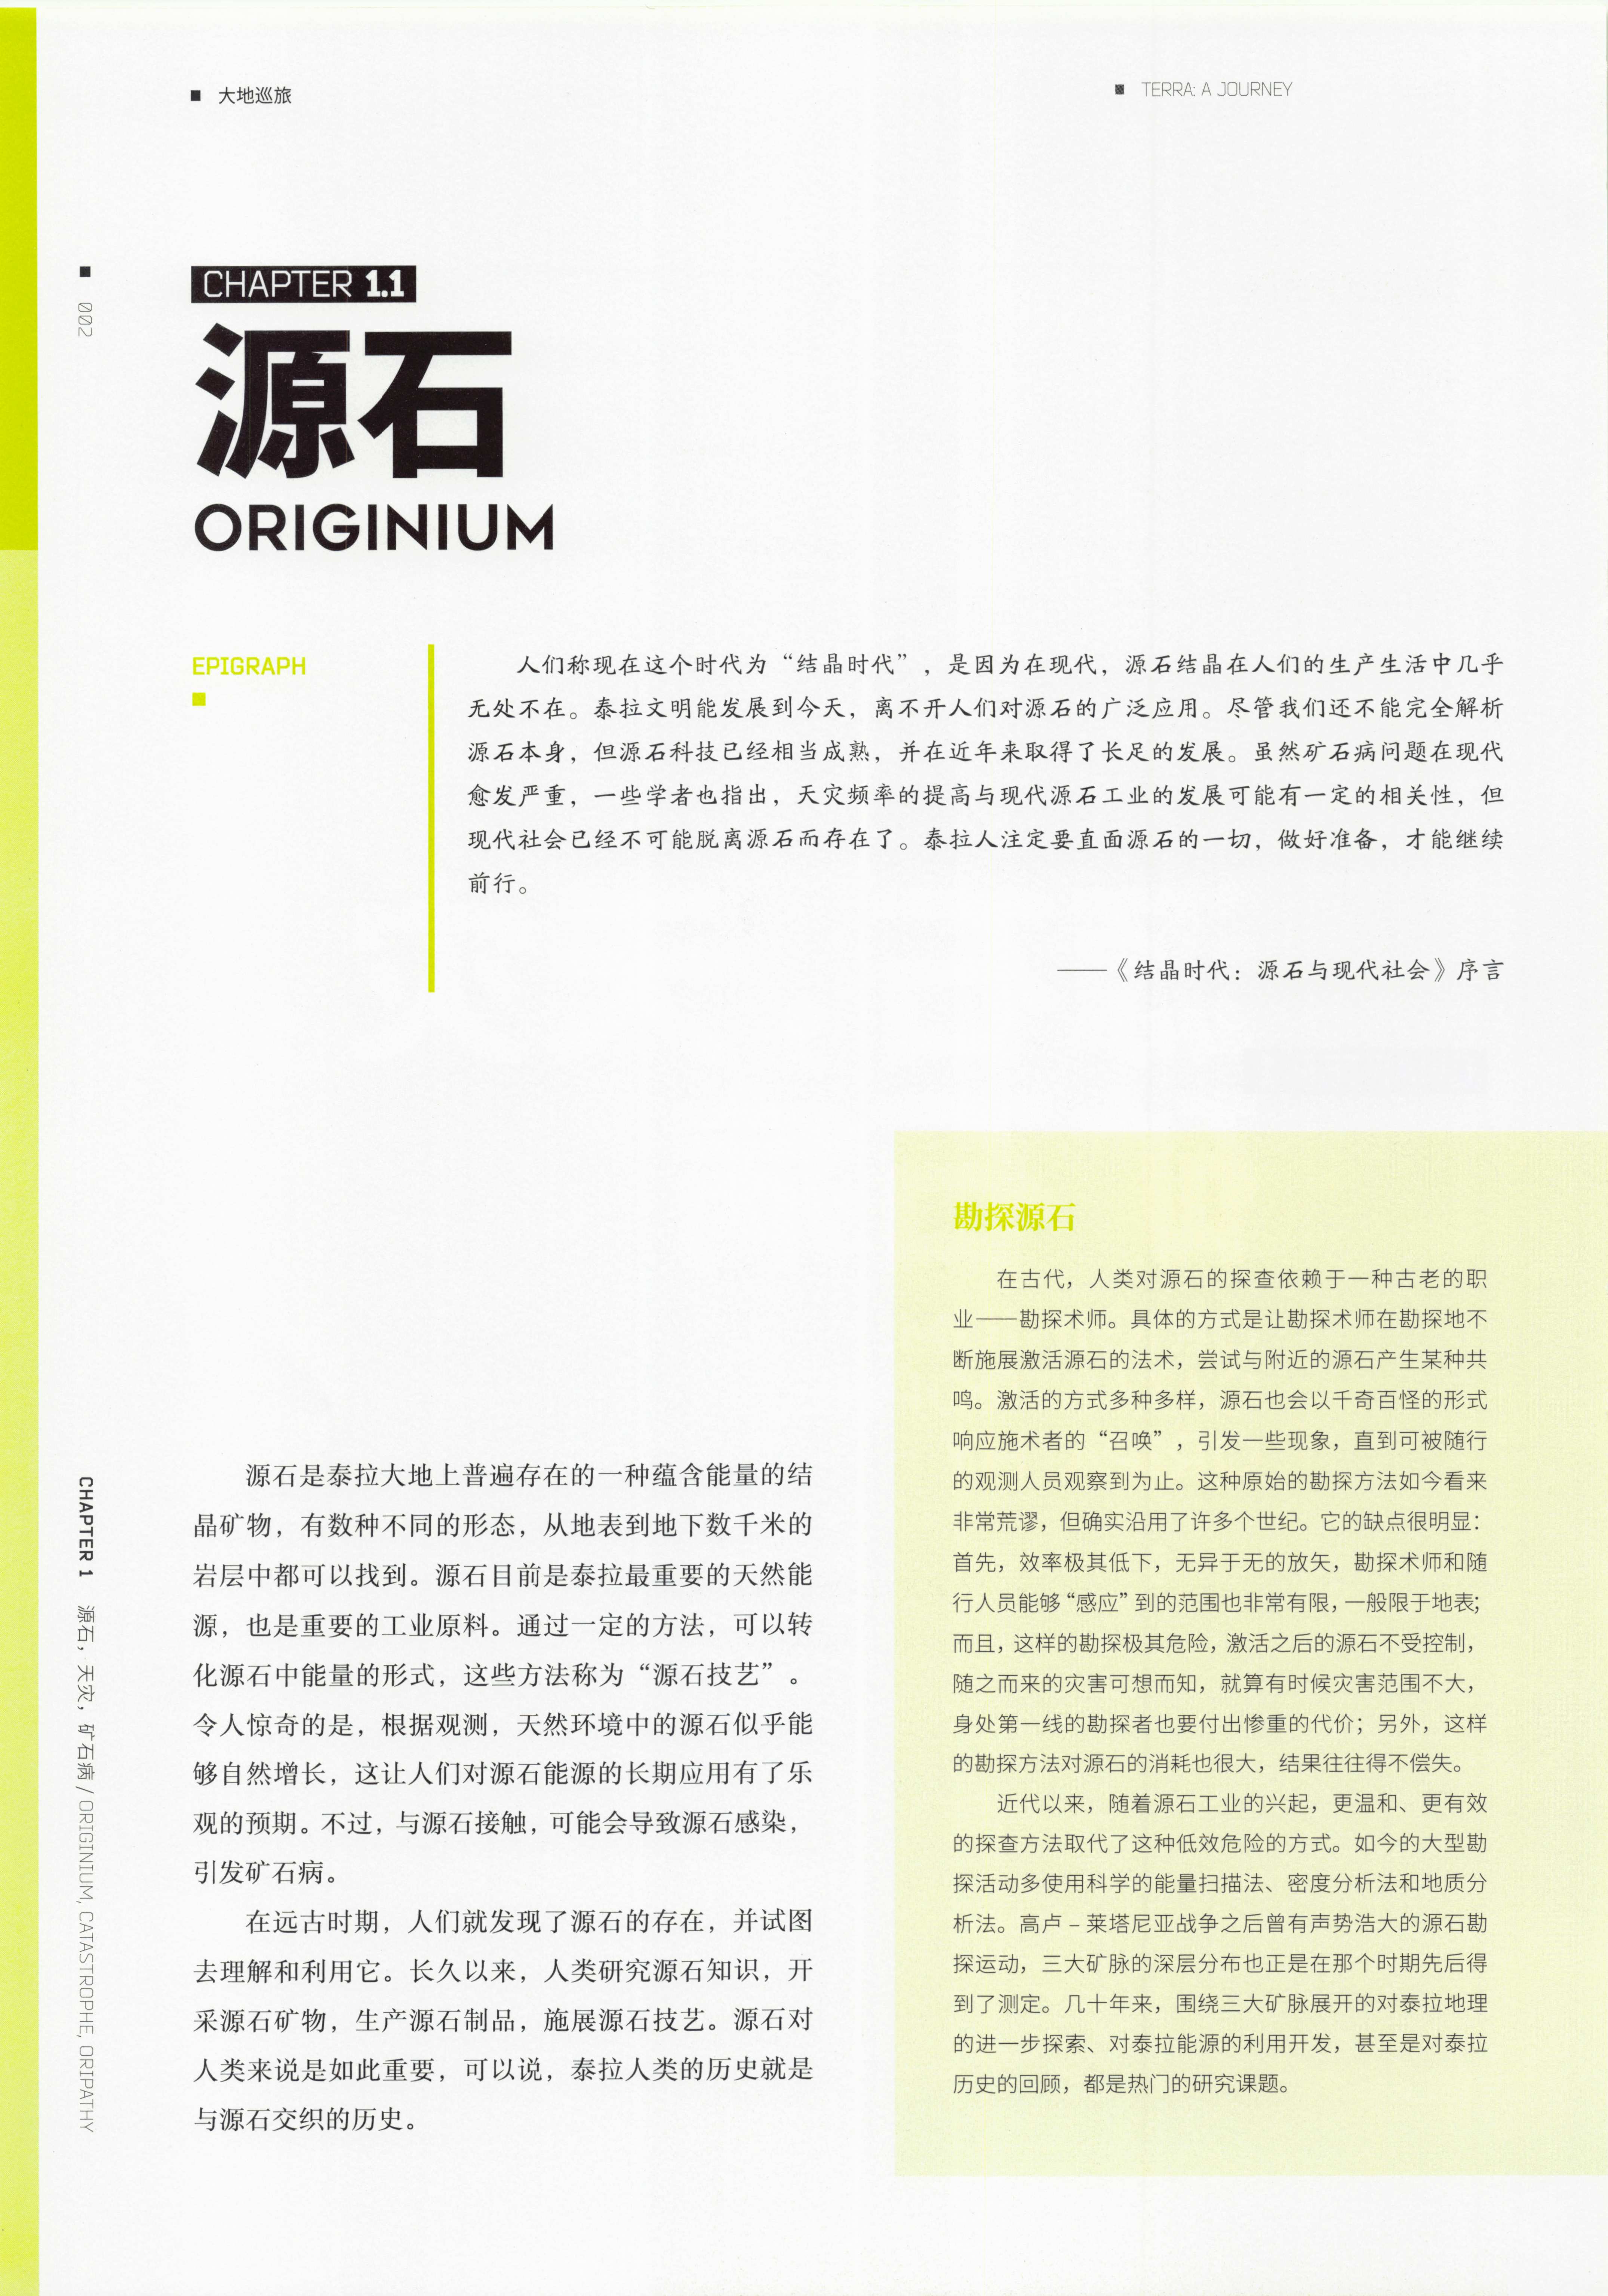 ■ 大地巡旅
■ TERRA: A JOURNEY
■ 002
CHAPTER 1.1
源石
ORIGINIUM
EPIGRAPH
人们称现在这个时代为“结晶时代”，是因为在现代，源石结晶在人们的生产生活中几乎
无处不在。泰拉文明能发展到今天，离不开人们对源石的广泛应用。尽管我们还不能完全解析
源石本身，但源石科技已经相当成熟，并在近年来取得了长足的发展。虽然矿石病问题在现代
愈发严重，一些学者也指出，天灾频率的提高与现代源石工业的发展可能有一定的相关性，但
现代社会已经不可能脱离源石而存在了。泰拉人注定要直面源石的一切，做好准备，才能继续
前行。
——《结晶时代：源石与现代社会》序言
源石是泰拉大地上普遍存在的一种蕴含能量的结
晶矿物，有数种不同的形态，从地表到地下数千米的
岩层中都可以找到。源石目前是泰拉最重要的天然能
源，也是重要的工业原料。通过一定的方法，可以转
化源石中能量的形式，这些方法称为“源石技艺”。
令人惊奇的是，根据观测，天然环境中的源石似乎能
够自然增长，这让人们对源石能源的长期应用有了乐
观的预期。不过，与源石接触，可能会导致源石感染，
引发矿石病。
在远古时期，人们就发现了源石的存在，并试图
去理解和利用它。长久以来，人类研究源石知识，开
采源石矿物，生产源石制品，施展源石技艺。源石对
人类来说是如此重要，可以说，泰拉人类的历史就是
与源石交织的历史。
勘探源石
在古代，人类对源石的探查依赖于一种古老的职
业——勘探术师。具体的方式是让勘探术师在勘探地不
断施展激活源石的法术，尝试与附近的源石产生某种共
鸣。激活的方式多种多样，源石也会以千奇百怪的形式
响应施术者的“召唤”，引发一些现象，直到可被随行
的观测人员观察到为止。这种原始的勘探方法如今看来
非常荒谬，但确实沿用了许多个世纪。它的缺点很明显：
首先，效率极其低下，无异于无的放矢，勘探术师和随
行人员能够“感应”到的范围也非常有限，一般限于地表；
而且，这样的勘探极其危险，激活之后的源石不受控制，
随之而来的灾害可想而知，就算有时候灾害范围不大，
身处第一线的勘探者也要付出惨重的代价；另外，这样
的勘探方法对源石的消耗也很大，结果往往得不偿失。
近代以来，随着源石工业的兴起，更温和、更有效
的探查方法取代了这种低效危险的方式。如今的大型勘
探活动多使用科学的能量扫描法、密度分析法和地质分
析法。高卢－莱塔尼亚战争之后曾有声势浩大的源石勘
探运动，三大矿脉的深层分布也正是在那个时期先后得
到了测定。几十年来，围绕三大矿脉展开的对泰拉地理
的进一步探索、对泰拉能源的利用开发，甚至是对泰拉
历史的回顾，都是热门的研究课题。
CHAPTER 1 源石，天灾，矿石病 / ORIGINIUM, CATASTROPHE, ORIPATHY